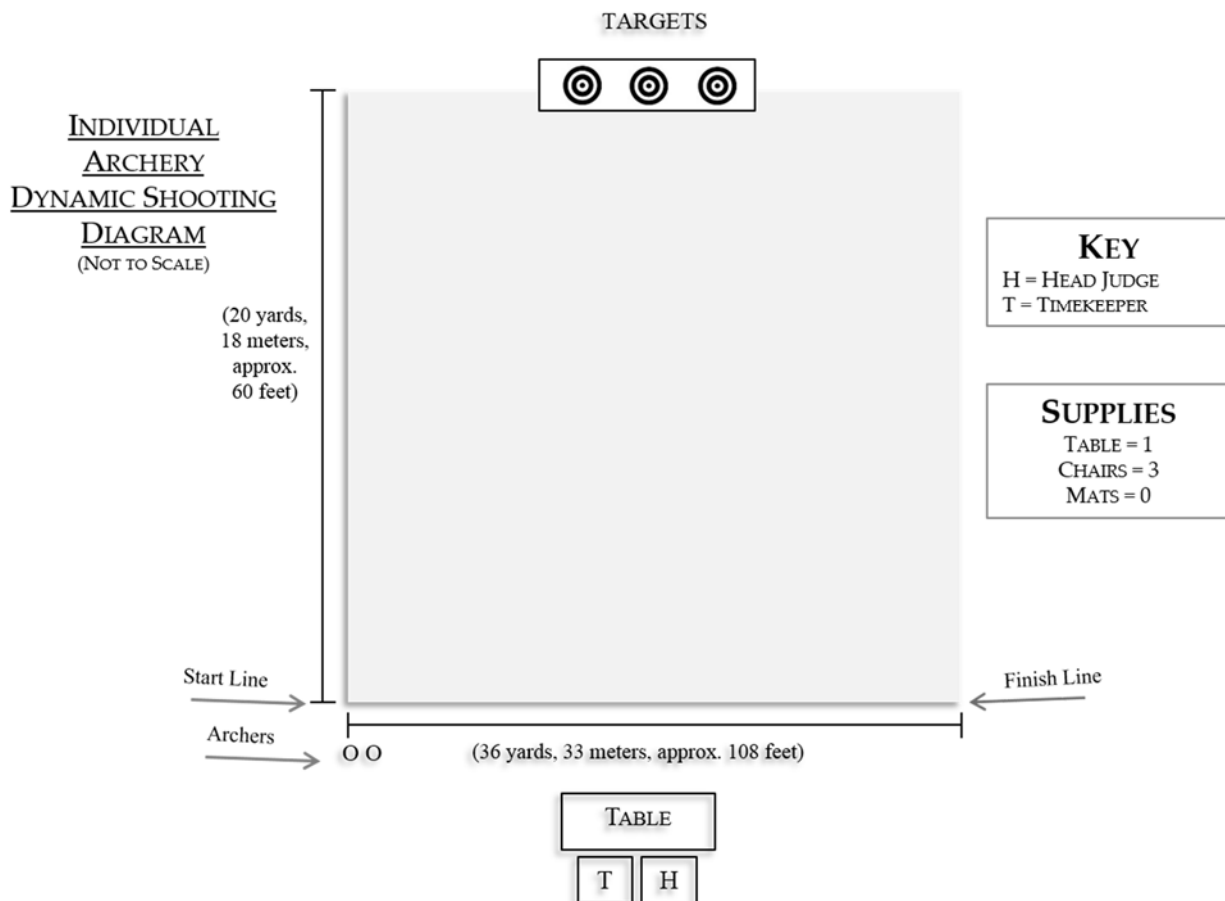 TARGETS
INDIVIDUAL
ARCHERY
DYNAMIC SHOOTING
DIAGRAM
(NOT TO SCALE)
(20 yards,
18 meters,
approx.
60 feet)
KEY
H = HEAD JUDGE
T = TIMEKEEPER
SUPPLIES
TABLE = 1
CHAIRS = 3
MATS = 0
Start Line
Finish Line
Archers
O O
(36 yards, 33 meters, approx. 108 feet)
TABLE
T H